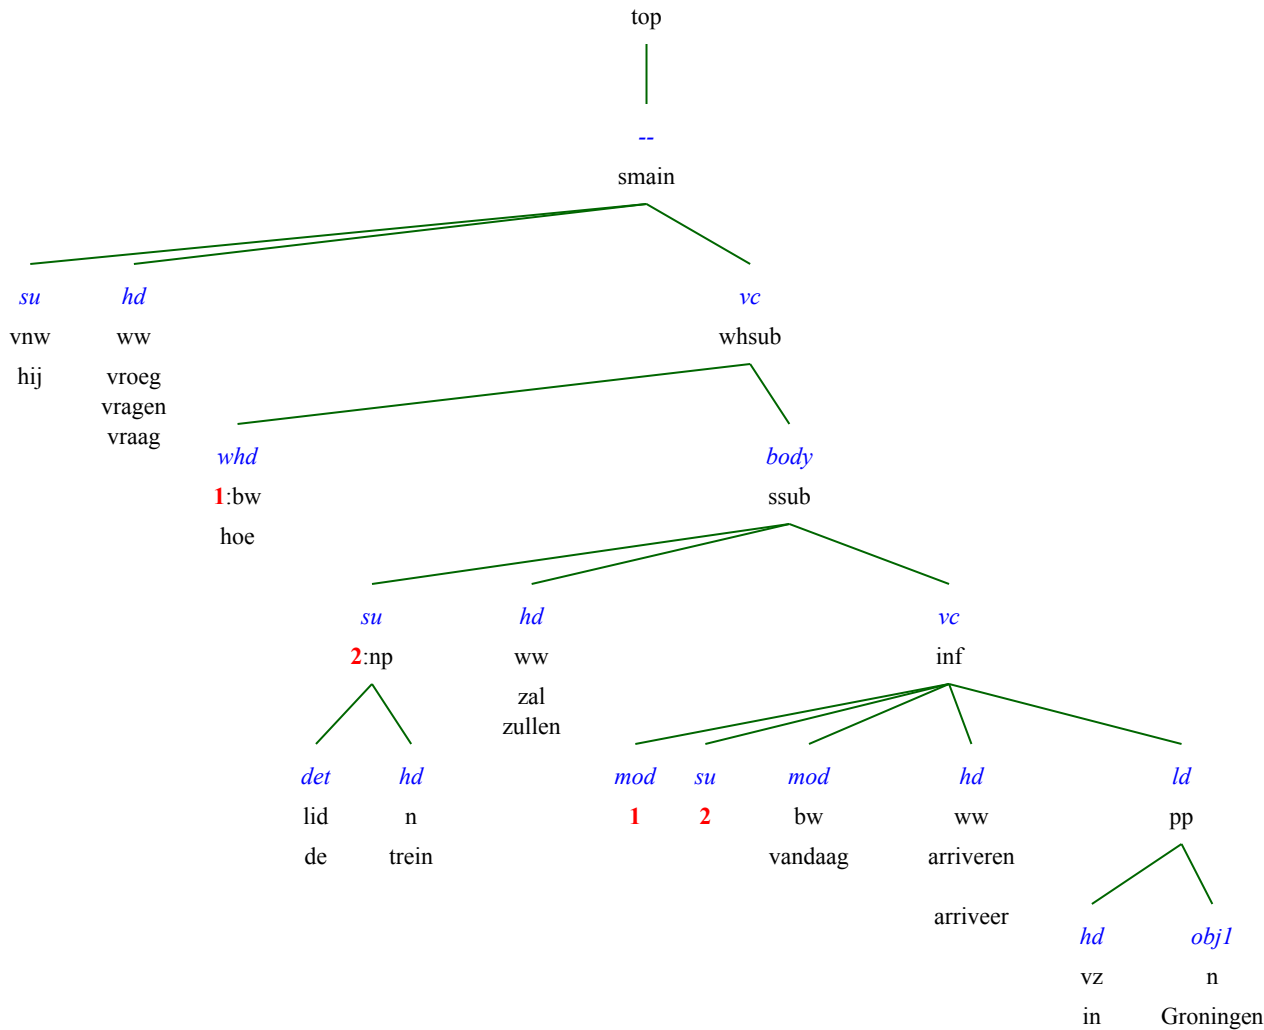 top
--
smain
su hd vc
vnw ww whsub
hij vroeg
vragen
vraag
whd body
1:bw ssub
hoe
su hd vc
2:np ww inf
zal
zullen
det hd mod su mod hd ld
lid n 1 2 bw ww pp
de trein vandaag arriveren
arriveer
hd obj1
vz n
in Groningen